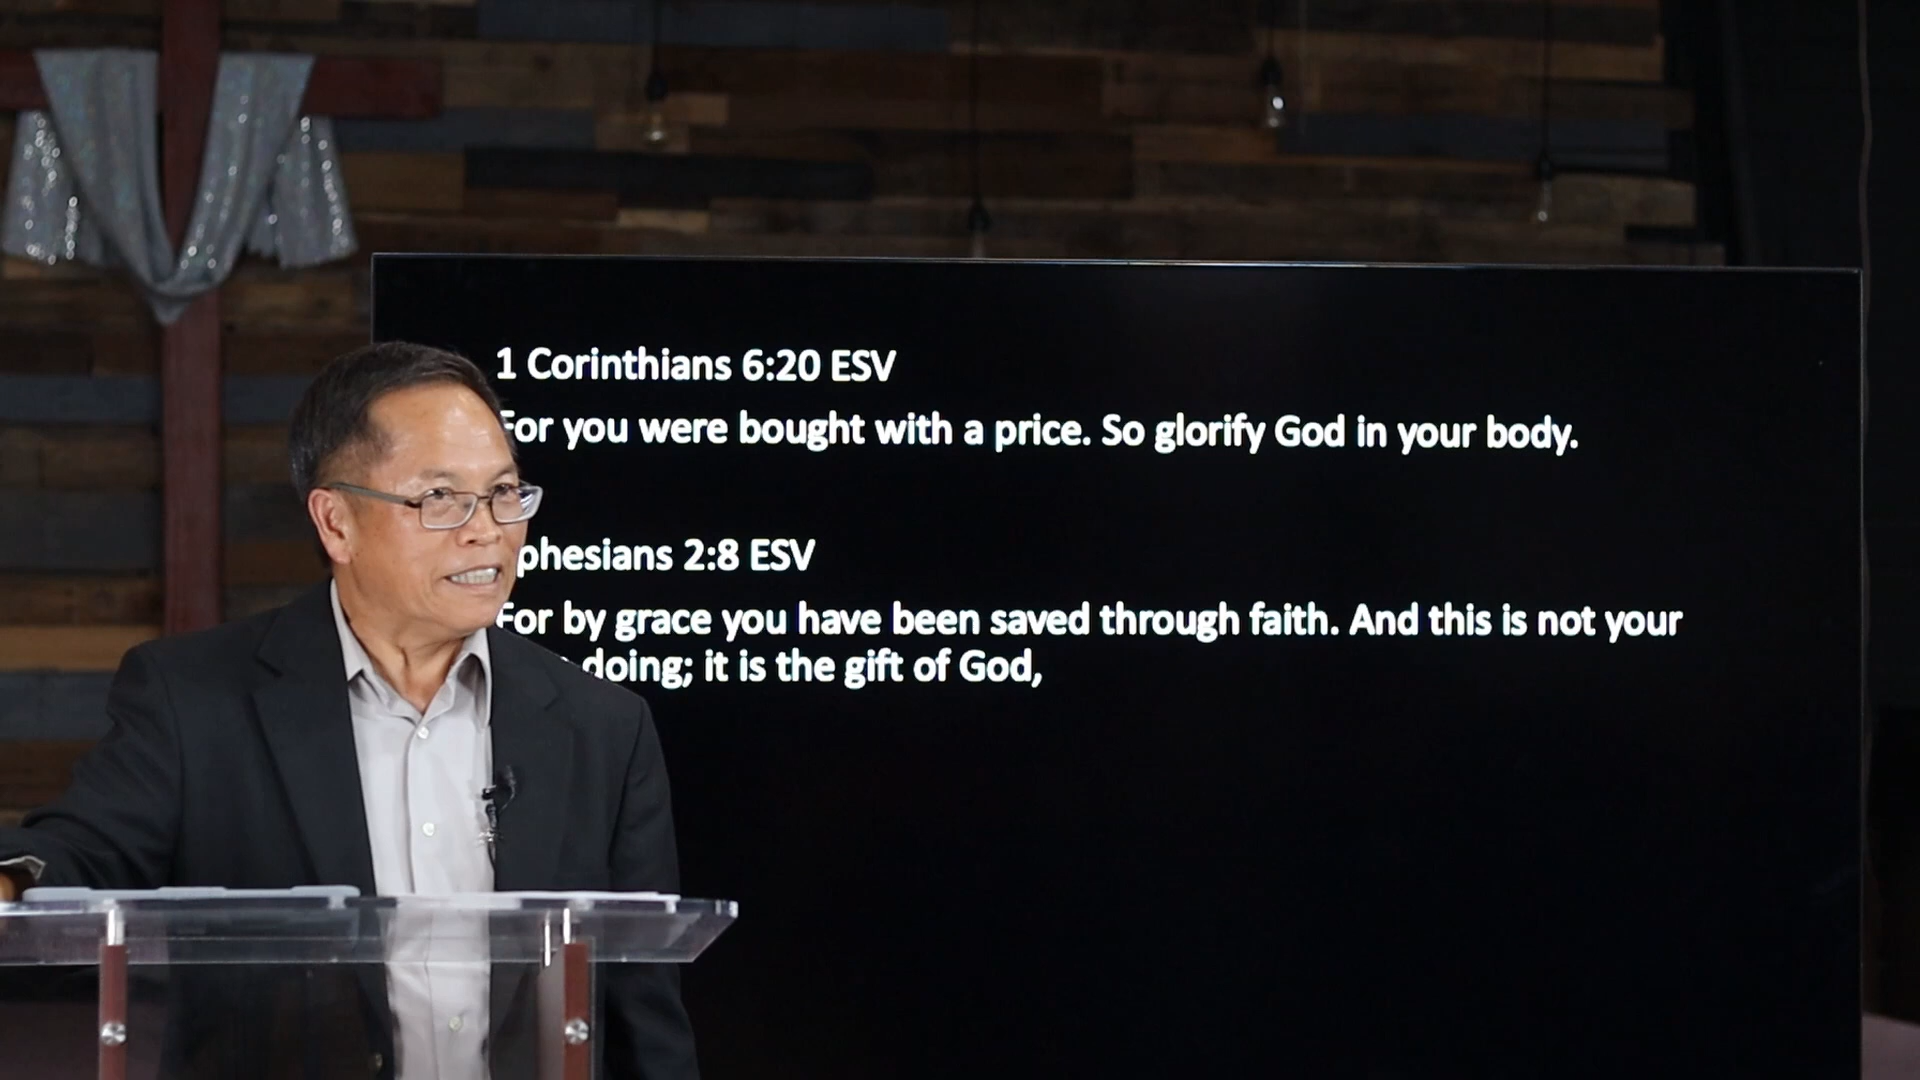 1 Corinthians 6:20 ESV
For you were bought with a price. So glorify God in your body.
Ephesians 2:8 ESV
For by grace you have been saved through faith. And this is not your
doing; it is the gift of God,